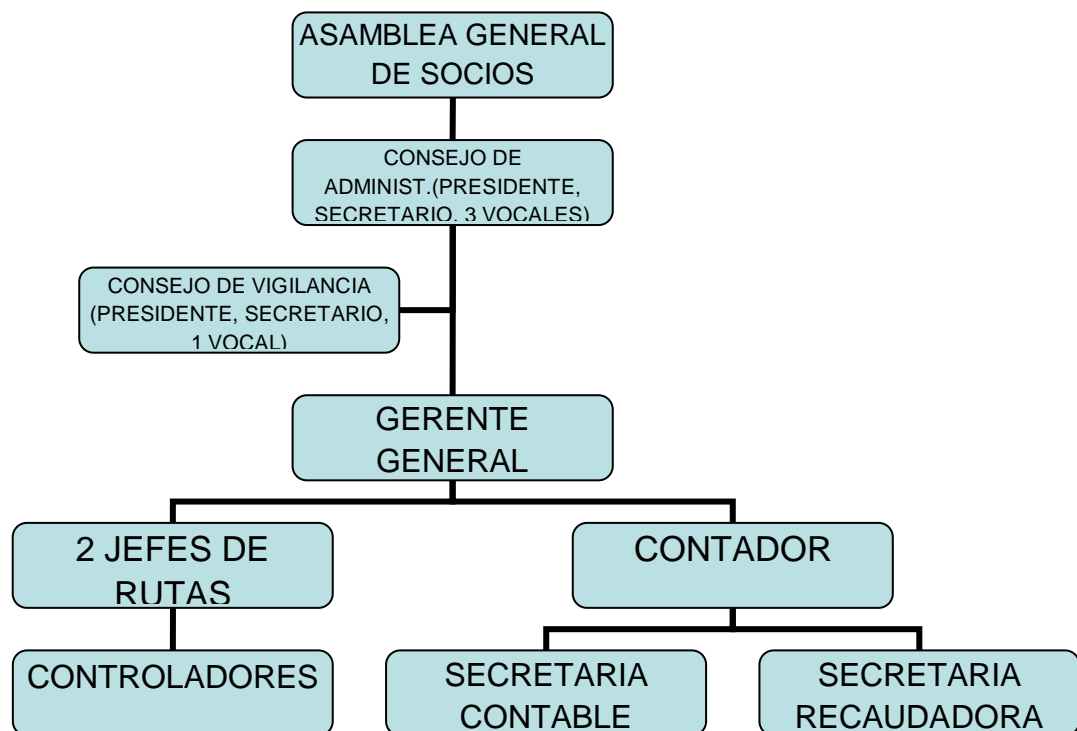 ASAMBLEA GENERAL
DE SOCIOS
CONSEJO DE
ADMINIST.(PRESIDENTE,
SECRETARIO, 3 VOCALES)
CONSEJO DE VIGILANCIA
(PRESIDENTE, SECRETARIO,
1 VOCAL)
GERENTE
GENERAL
2 JEFES DE
RUTAS
CONTADOR
CONTROLADORES
SECRETARIA
CONTABLE
SECRETARIA
RECAUDADORA